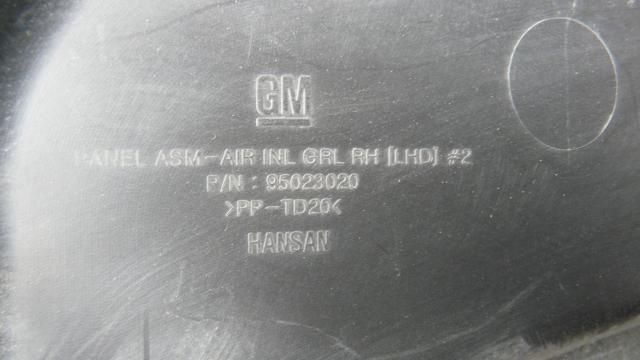 GM
PANEL ASM-AIR INL GRL RH [LHD] #2
P/N : 95023020
>PP-TD20<
HANSAN